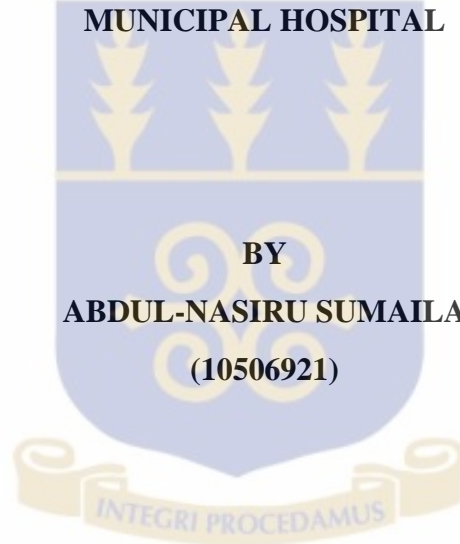 MUNICIPAL HOSPITAL
BY
ABDUL-NASIRU SUMAILA
(10506921)
INTEGRI PROCEDAMUS